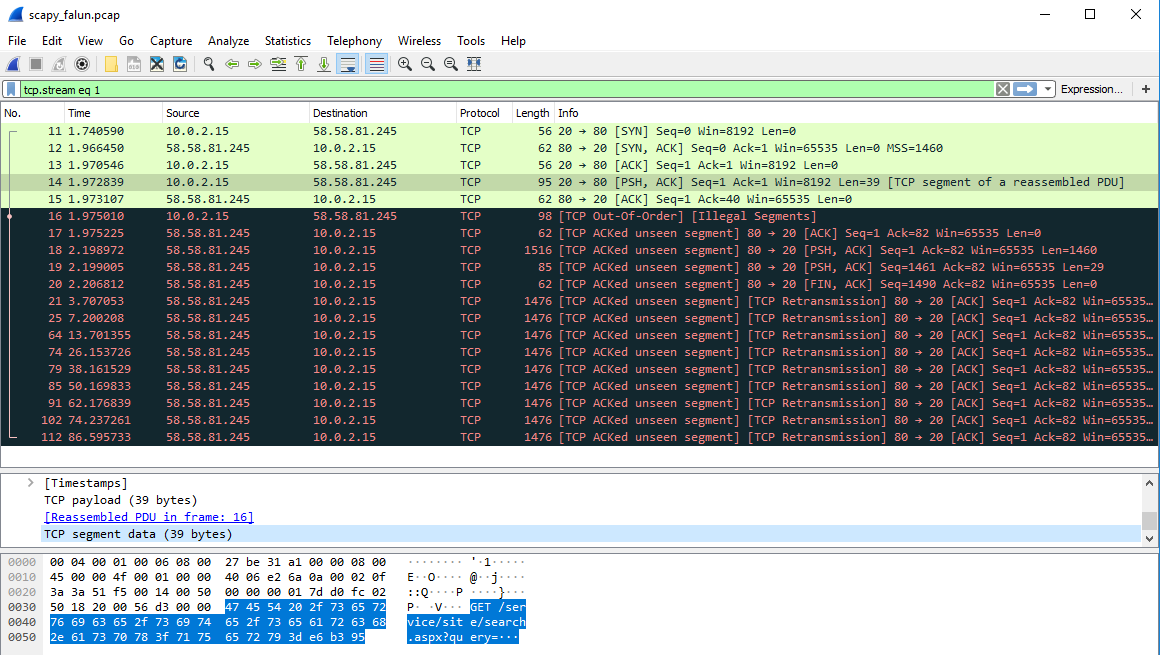 scapy_falun.pcap
File Edit View Go Capture Analyze Statistics Telephony Wireless Tools Help
tcp.stream eq 1 Expression… +
No. Time Source Destination Protocol Length Info
11 1.740590 10.0.2.15 58.58.81.245 TCP 56 20 → 80 [SYN] Seq=0 Win=8192 Len=0
12 1.966450 58.58.81.245 10.0.2.15 TCP 62 80 → 20 [SYN, ACK] Seq=0 Ack=1 Win=65535 Len=0 MSS=1460
13 1.970546 10.0.2.15 58.58.81.245 TCP 56 20 → 80 [ACK] Seq=1 Ack=1 Win=8192 Len=0
14 1.972839 10.0.2.15 58.58.81.245 TCP 95 20 → 80 [PSH, ACK] Seq=1 Ack=1 Win=8192 Len=39 [TCP segment of a reassembled PDU]
15 1.973107 58.58.81.245 10.0.2.15 TCP 62 80 → 20 [ACK] Seq=1 Ack=40 Win=65535 Len=0
16 1.975010 10.0.2.15 58.58.81.245 TCP 98 [TCP Out-Of-Order] [Illegal Segments]
17 1.975225 58.58.81.245 10.0.2.15 TCP 62 [TCP ACKed unseen segment] 80 → 20 [ACK] Seq=1 Ack=82 Win=65535 Len=0
18 2.198972 58.58.81.245 10.0.2.15 TCP 1516 [TCP ACKed unseen segment] 80 → 20 [PSH, ACK] Seq=1 Ack=82 Win=65535 Len=1460
19 2.199005 58.58.81.245 10.0.2.15 TCP 85 [TCP ACKed unseen segment] 80 → 20 [PSH, ACK] Seq=1461 Ack=82 Win=65535 Len=29
20 2.206812 58.58.81.245 10.0.2.15 TCP 62 [TCP ACKed unseen segment] 80 → 20 [FIN, ACK] Seq=1490 Ack=82 Win=65535 Len=0
21 3.707053 58.58.81.245 10.0.2.15 TCP 1476 [TCP ACKed unseen segment] [TCP Retransmission] 80 → 20 [ACK] Seq=1 Ack=82 Win=65535…
25 7.200208 58.58.81.245 10.0.2.15 TCP 1476 [TCP ACKed unseen segment] [TCP Retransmission] 80 → 20 [ACK] Seq=1 Ack=82 Win=65535…
64 13.701355 58.58.81.245 10.0.2.15 TCP 1476 [TCP ACKed unseen segment] [TCP Retransmission] 80 → 20 [ACK] Seq=1 Ack=82 Win=65535…
74 26.153726 58.58.81.245 10.0.2.15 TCP 1476 [TCP ACKed unseen segment] [TCP Retransmission] 80 → 20 [ACK] Seq=1 Ack=82 Win=65535…
79 38.161529 58.58.81.245 10.0.2.15 TCP 1476 [TCP ACKed unseen segment] [TCP Retransmission] 80 → 20 [ACK] Seq=1 Ack=82 Win=65535…
85 50.169833 58.58.81.245 10.0.2.15 TCP 1476 [TCP ACKed unseen segment] [TCP Retransmission] 80 → 20 [ACK] Seq=1 Ack=82 Win=65535…
91 62.176839 58.58.81.245 10.0.2.15 TCP 1476 [TCP ACKed unseen segment] [TCP Retransmission] 80 → 20 [ACK] Seq=1 Ack=82 Win=65535…
102 74.237261 58.58.81.245 10.0.2.15 TCP 1476 [TCP ACKed unseen segment] [TCP Retransmission] 80 → 20 [ACK] Seq=1 Ack=82 Win=65535…
112 86.595733 58.58.81.245 10.0.2.15 TCP 1476 [TCP ACKed unseen segment] [TCP Retransmission] 80 → 20 [ACK] Seq=1 Ack=82 Win=65535…
[Timestamps]
TCP payload (39 bytes)
[Reassembled PDU in frame: 16]
TCP segment data (39 bytes)
0000 00 04 00 01 00 06 08 00 27 be 31 a1 00 00 08 00 ········ '·1·····
0010 45 00 00 4f 00 01 00 00 40 06 e2 6a 0a 00 02 0f E··O···· @··j····
0020 3a 3a 51 f5 00 14 00 50 00 00 00 01 7d d0 fc 02 ::Q····P ····}···
0030 50 18 20 00 56 d3 00 00 47 45 54 20 2f 73 65 72 P· ·V··· GET /ser
0040 76 69 63 65 2f 73 69 74 65 2f 73 65 61 72 63 68 vice/sit e/search
0050 2e 61 73 70 78 3f 71 75 65 72 79 3d e6 b3 95 .aspx?qu ery=···